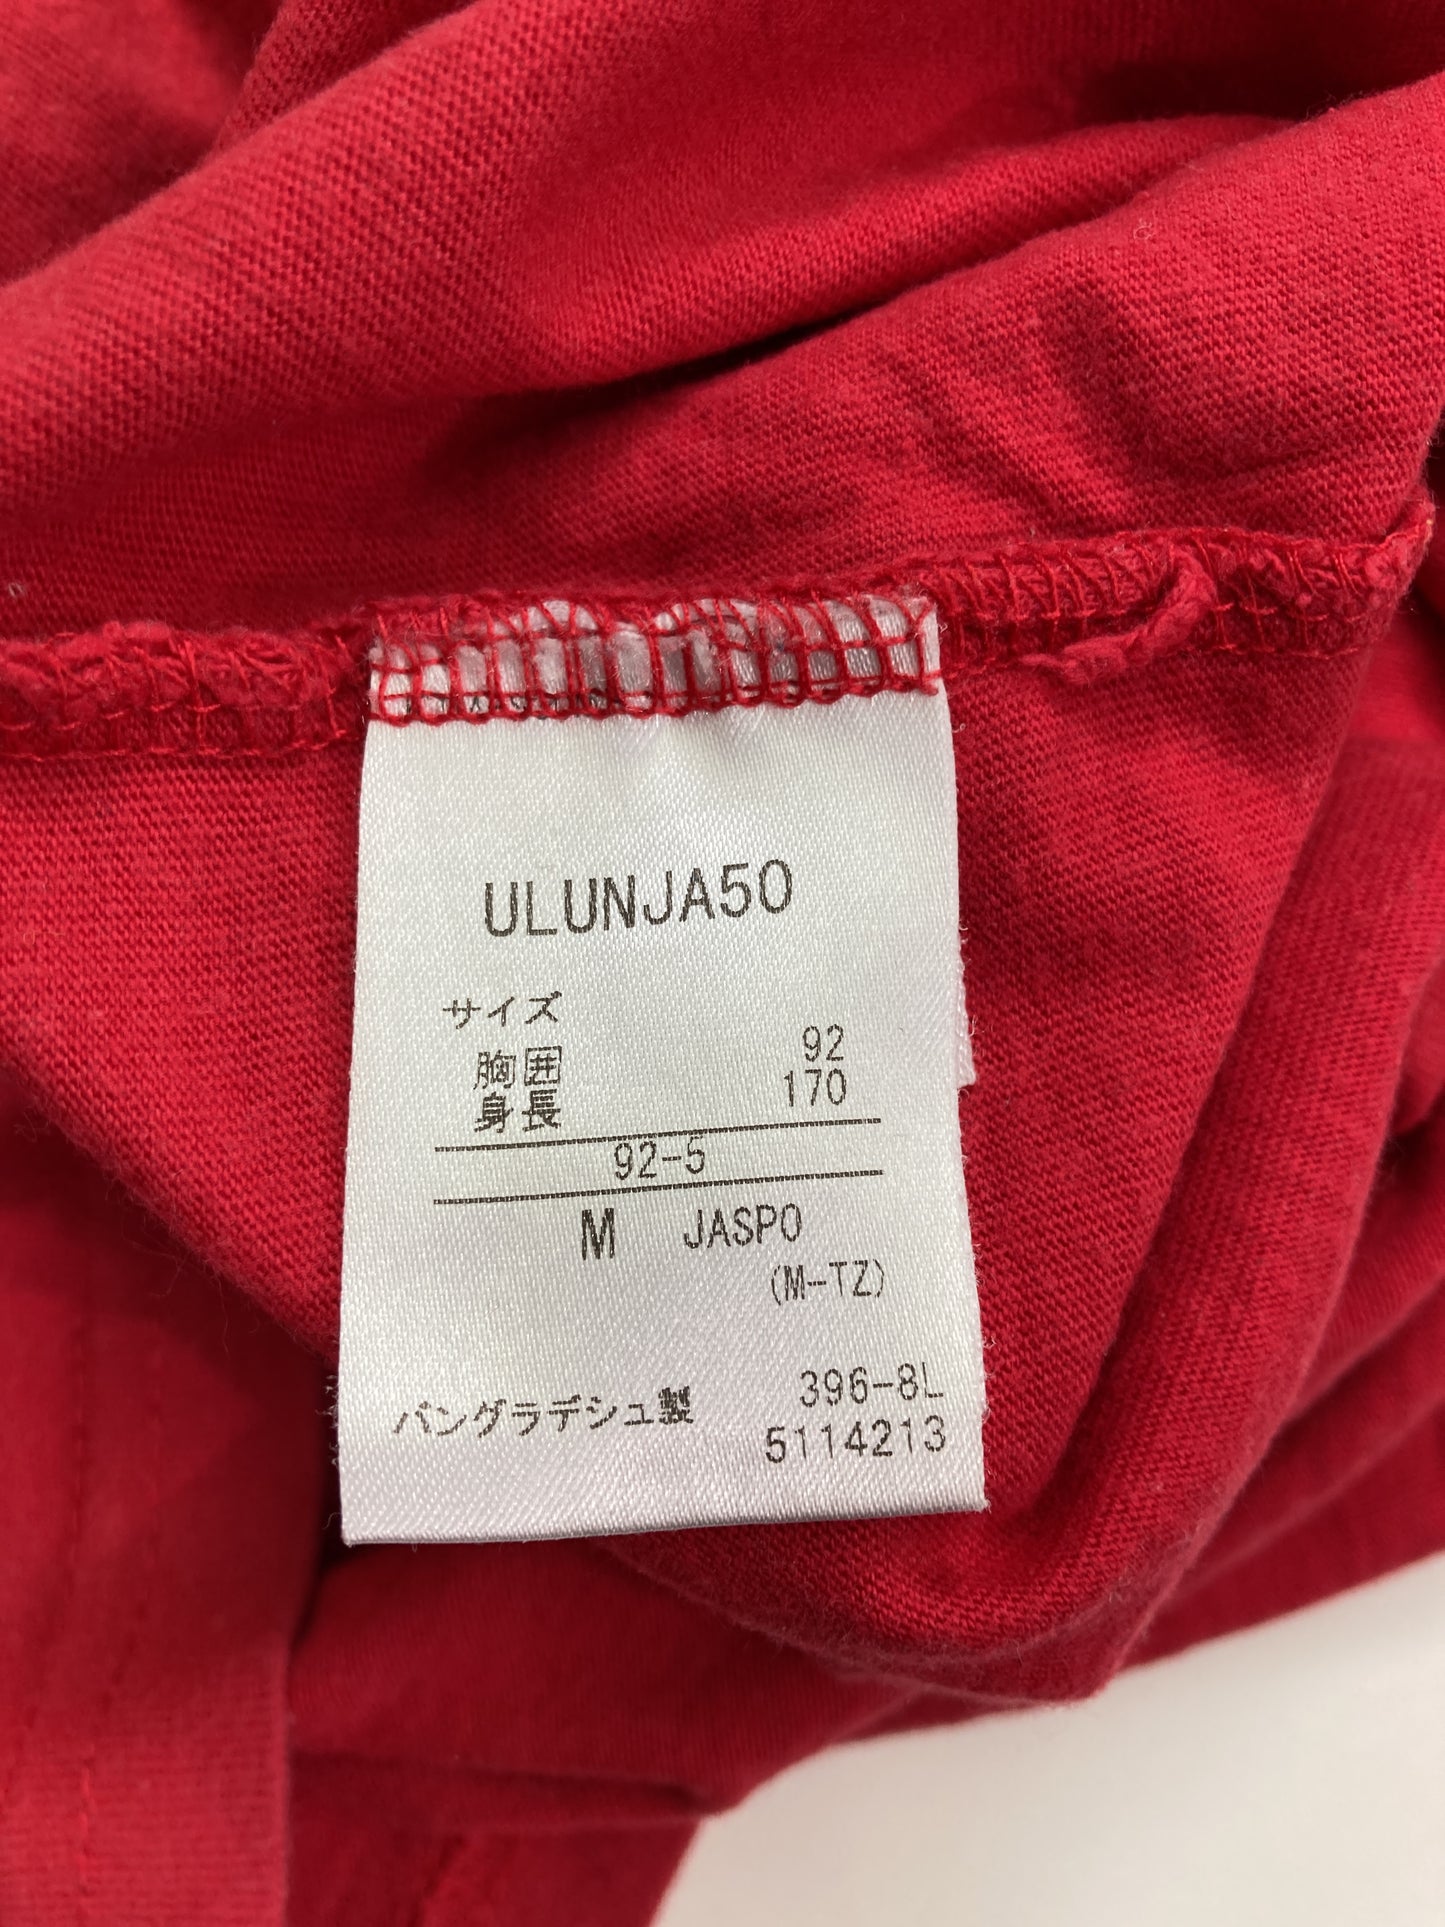 ULUNJA50
サイズ
胸囲 92
身長 170
92-5
M JASPO
(M-TZ)
バングラデシュ製 396-8L
5114213